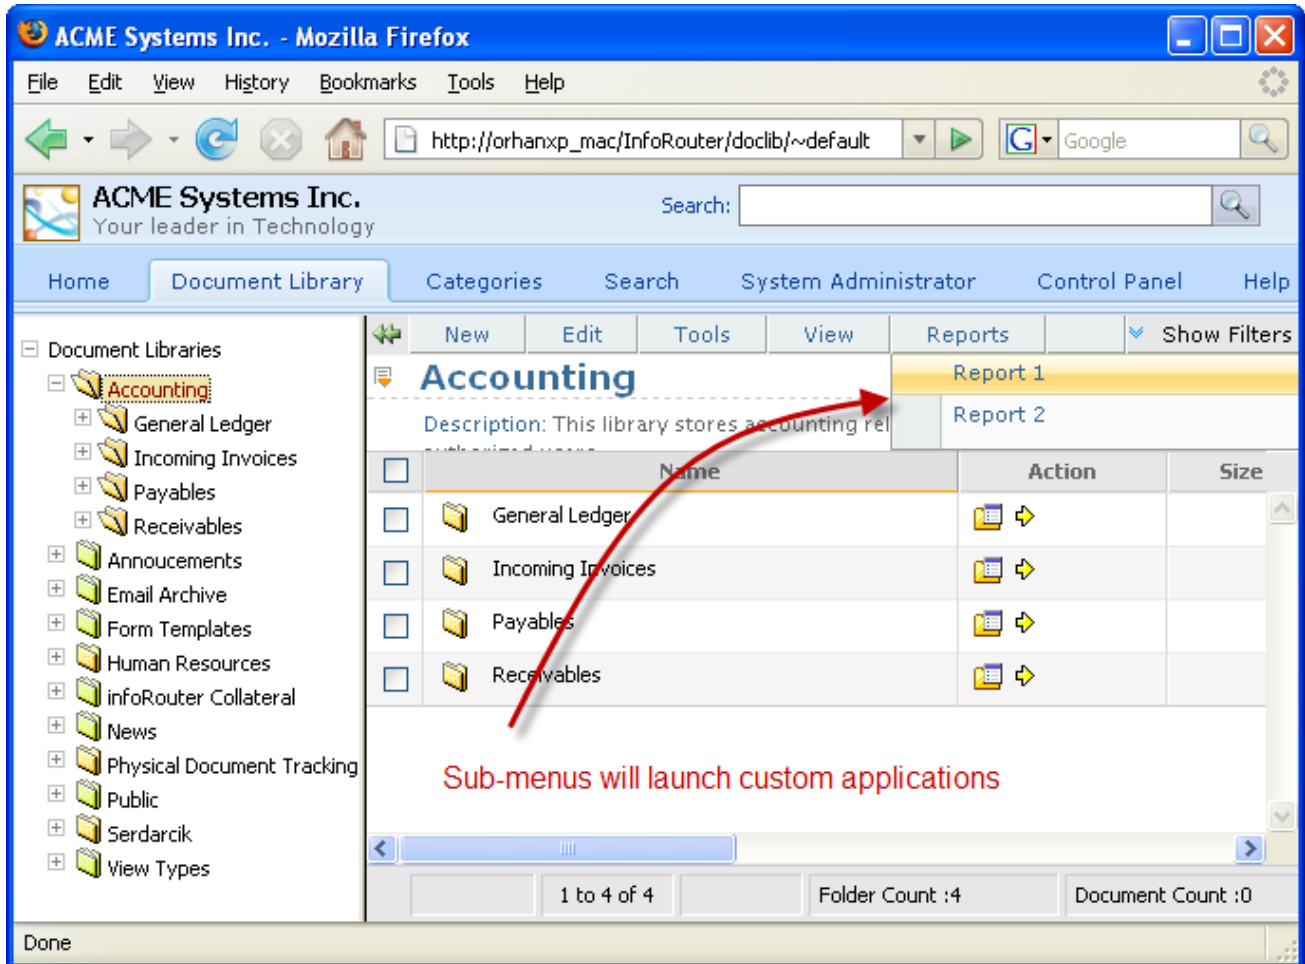 ACME Systems Inc. - Mozilla Firefox
File Edit View History Bookmarks Tools Help
http://orhanxp_mac/InfoRouter/doclib/~default G Google
ACME Systems Inc.
Your leader in Technology
Search:
Home Document Library Categories Search System Administrator Control Panel Help
Document Libraries
Accounting
General Ledger
Incoming Invoices
Payables
Receivables
Annoucements
Email Archive
Form Templates
Human Resources
infoRouter Collateral
News
Physical Document Tracking
Public
Serdarcik
View Types
New Edit Tools View Reports Show Filters
Report 1
Report 2
Accounting
Description: This library stores accounting rel
Name Action Size
General Ledger
Incoming Invoices
Payables
Receivables
Sub-menus will launch custom applications
1 to 4 of 4 Folder Count :4 Document Count :0
Done